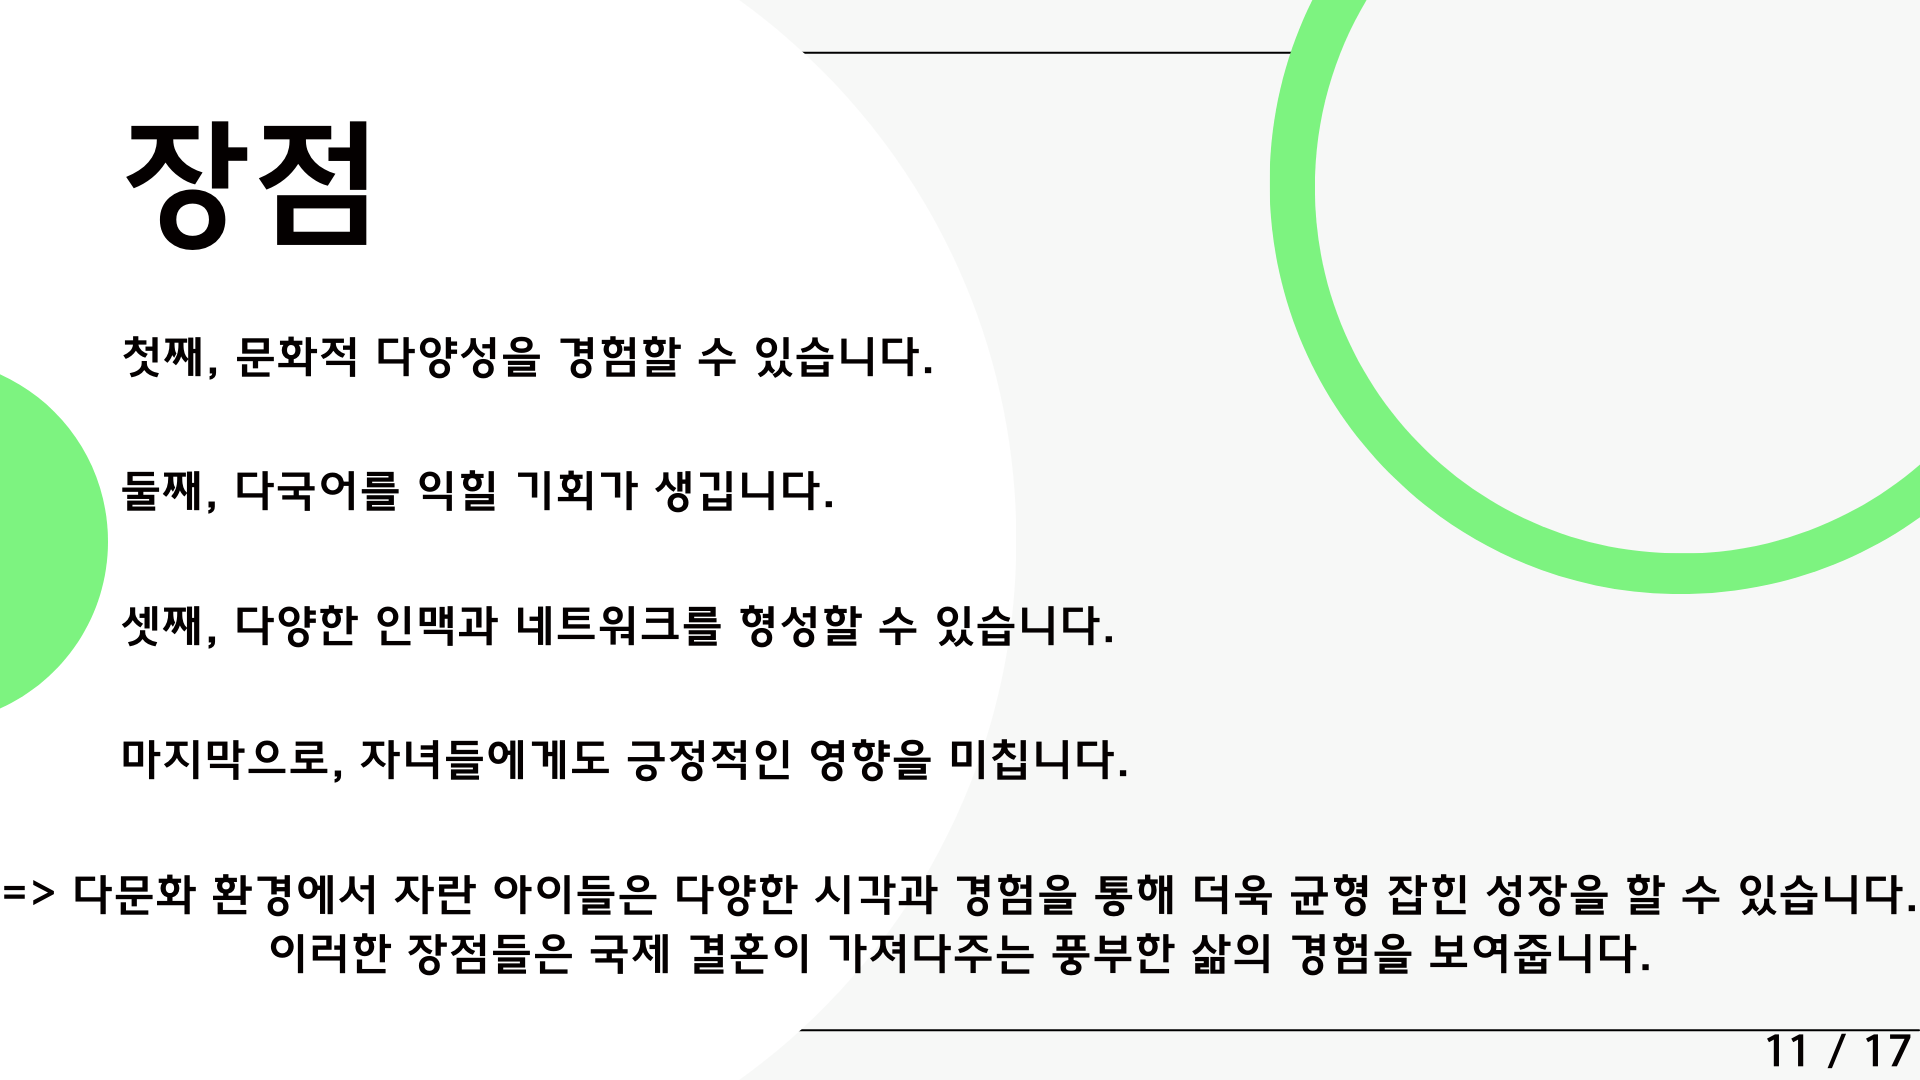 장점
첫째, 문화적 다양성을 경험할 수 있습니다.
둘째, 다국어를 익힐 기회가 생깁니다.
셋째, 다양한 인맥과 네트워크를 형성할 수 있습니다.
마지막으로, 자녀들에게도 긍정적인 영향을 미칩니다.
=> 다문화 환경에서 자란 아이들은 다양한 시각과 경험을 통해 더욱 균형 잡힌 성장을 할 수 있습니다.
이러한 장점들은 국제 결혼이 가져다주는 풍부한 삶의 경험을 보여줍니다.
11 / 17